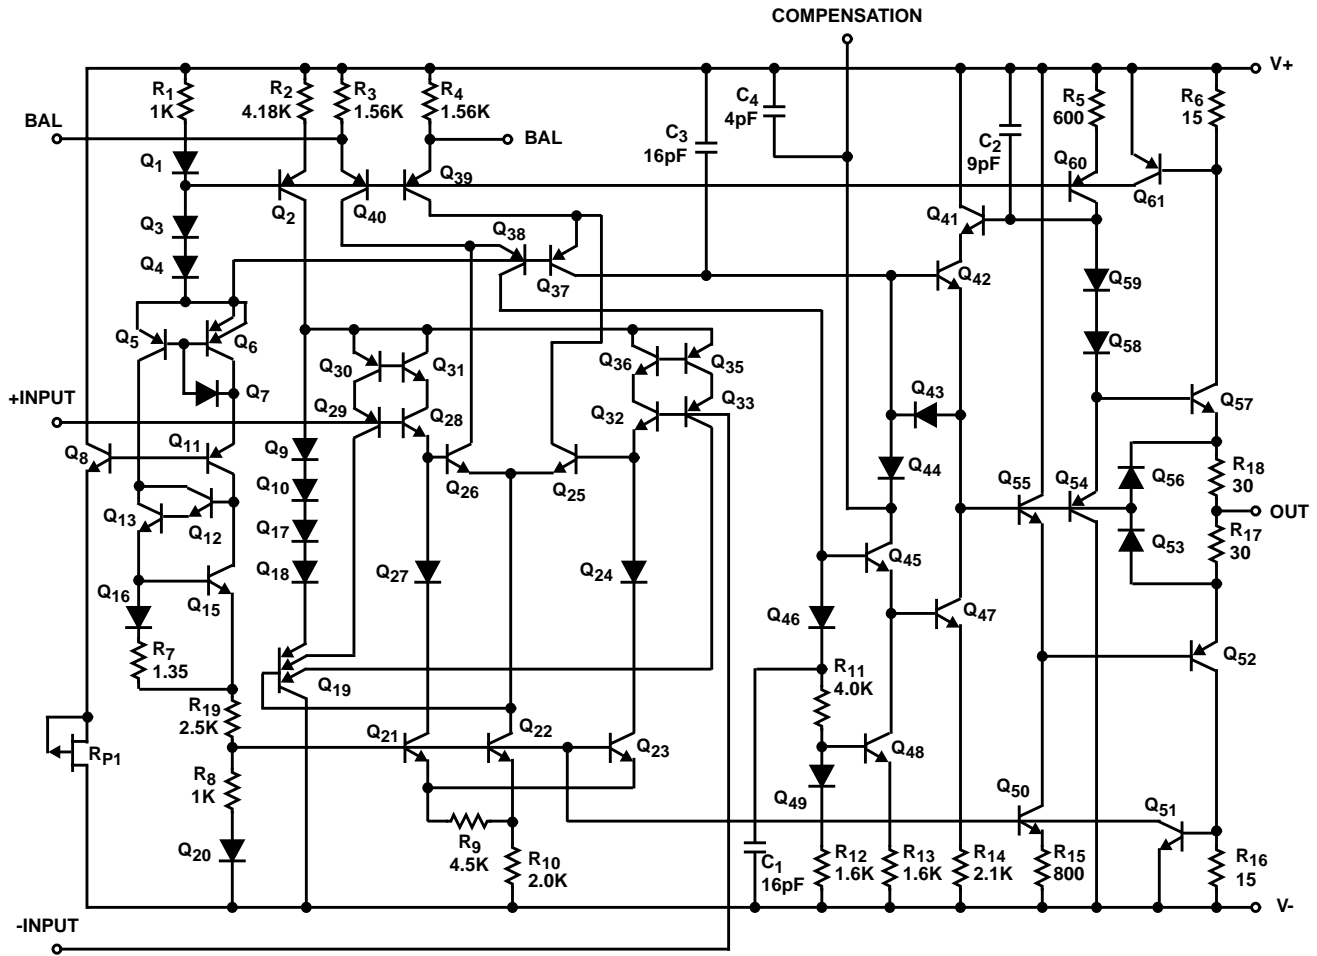 COMPENSATION
V+
R1
1K
R2
4.18K
R3
1.56K
R4
1.56K
C4
4pF
C3
16pF
R5
600
R6
15
C2
9pF
BAL
BAL
Q1
Q2
Q40
Q39
Q60
Q61
Q3
Q4
Q38
Q37
Q41
Q42
Q59
Q58
Q5
Q6
Q7
Q30
Q31
Q36
Q35
Q43
Q57
+INPUT
Q29
Q28
Q32
Q33
Q8
Q11
Q9
Q10
Q26
Q25
Q44
Q55
Q54
Q56
R18
30
OUT
Q13
Q12
Q17
Q18
Q53
R17
30
Q16
Q15
Q27
Q24
Q45
Q46
Q47
R7
1.35
Q19
R11
4.0K
Q52
R19
2.5K
RP1
Q21
Q22
Q23
Q48
R8
1K
Q49
Q50
Q51
Q20
R9
4.5K
R10
2.0K
C1
16pF
R12
1.6K
R13
1.6K
R14
2.1K
R15
800
R16
15
V-
-INPUT